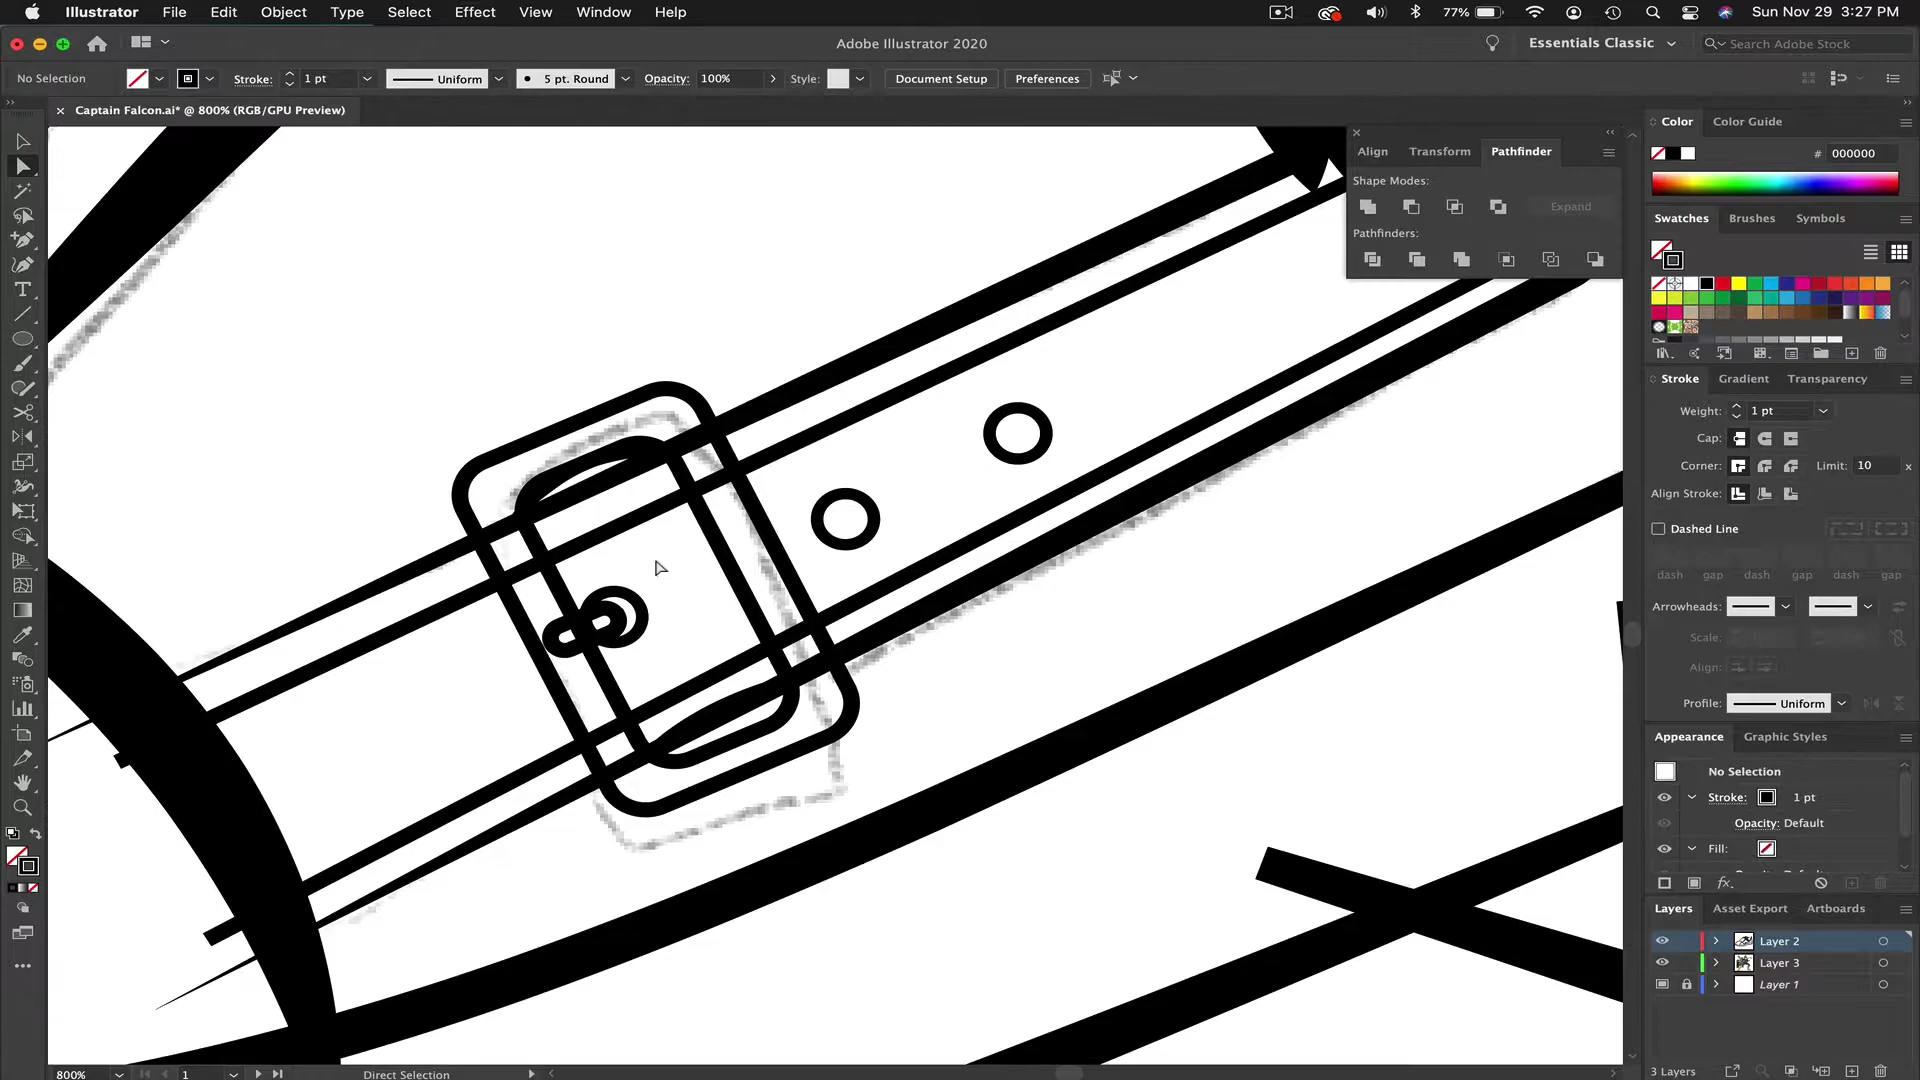 Illustrator File Edit Object Type Select Effect View Window Help
77% Sun Nov 29 3:27 PM
Adobe Illustrator 2020
Essentials Classic
Search Adobe Stock
No Selection Stroke: 1 pt Uniform 5 pt. Round Opacity: 100% Style: Document Setup Preferences
Captain Falcon.ai* @ 800% (RGB/GPU Preview)
Align Transform Pathfinder
Shape Modes:
Expand
Pathfinders:
Color Color Guide
# 000000
Swatches Brushes Symbols
Stroke Gradient Transparency
Weight: 1 pt
Cap:
Corner: Limit: 10 x
Align Stroke:
Dashed Line
dash gap dash gap dash gap
Arrowheads:
Scale:
Align:
Profile: Uniform
Appearance Graphic Styles
No Selection
Stroke: 1 pt
Opacity: Default
Fill:
Layers Asset Export Artboards
Layer 2
Layer 3
Layer 1
3 Layers
800% 1 Direct Selection